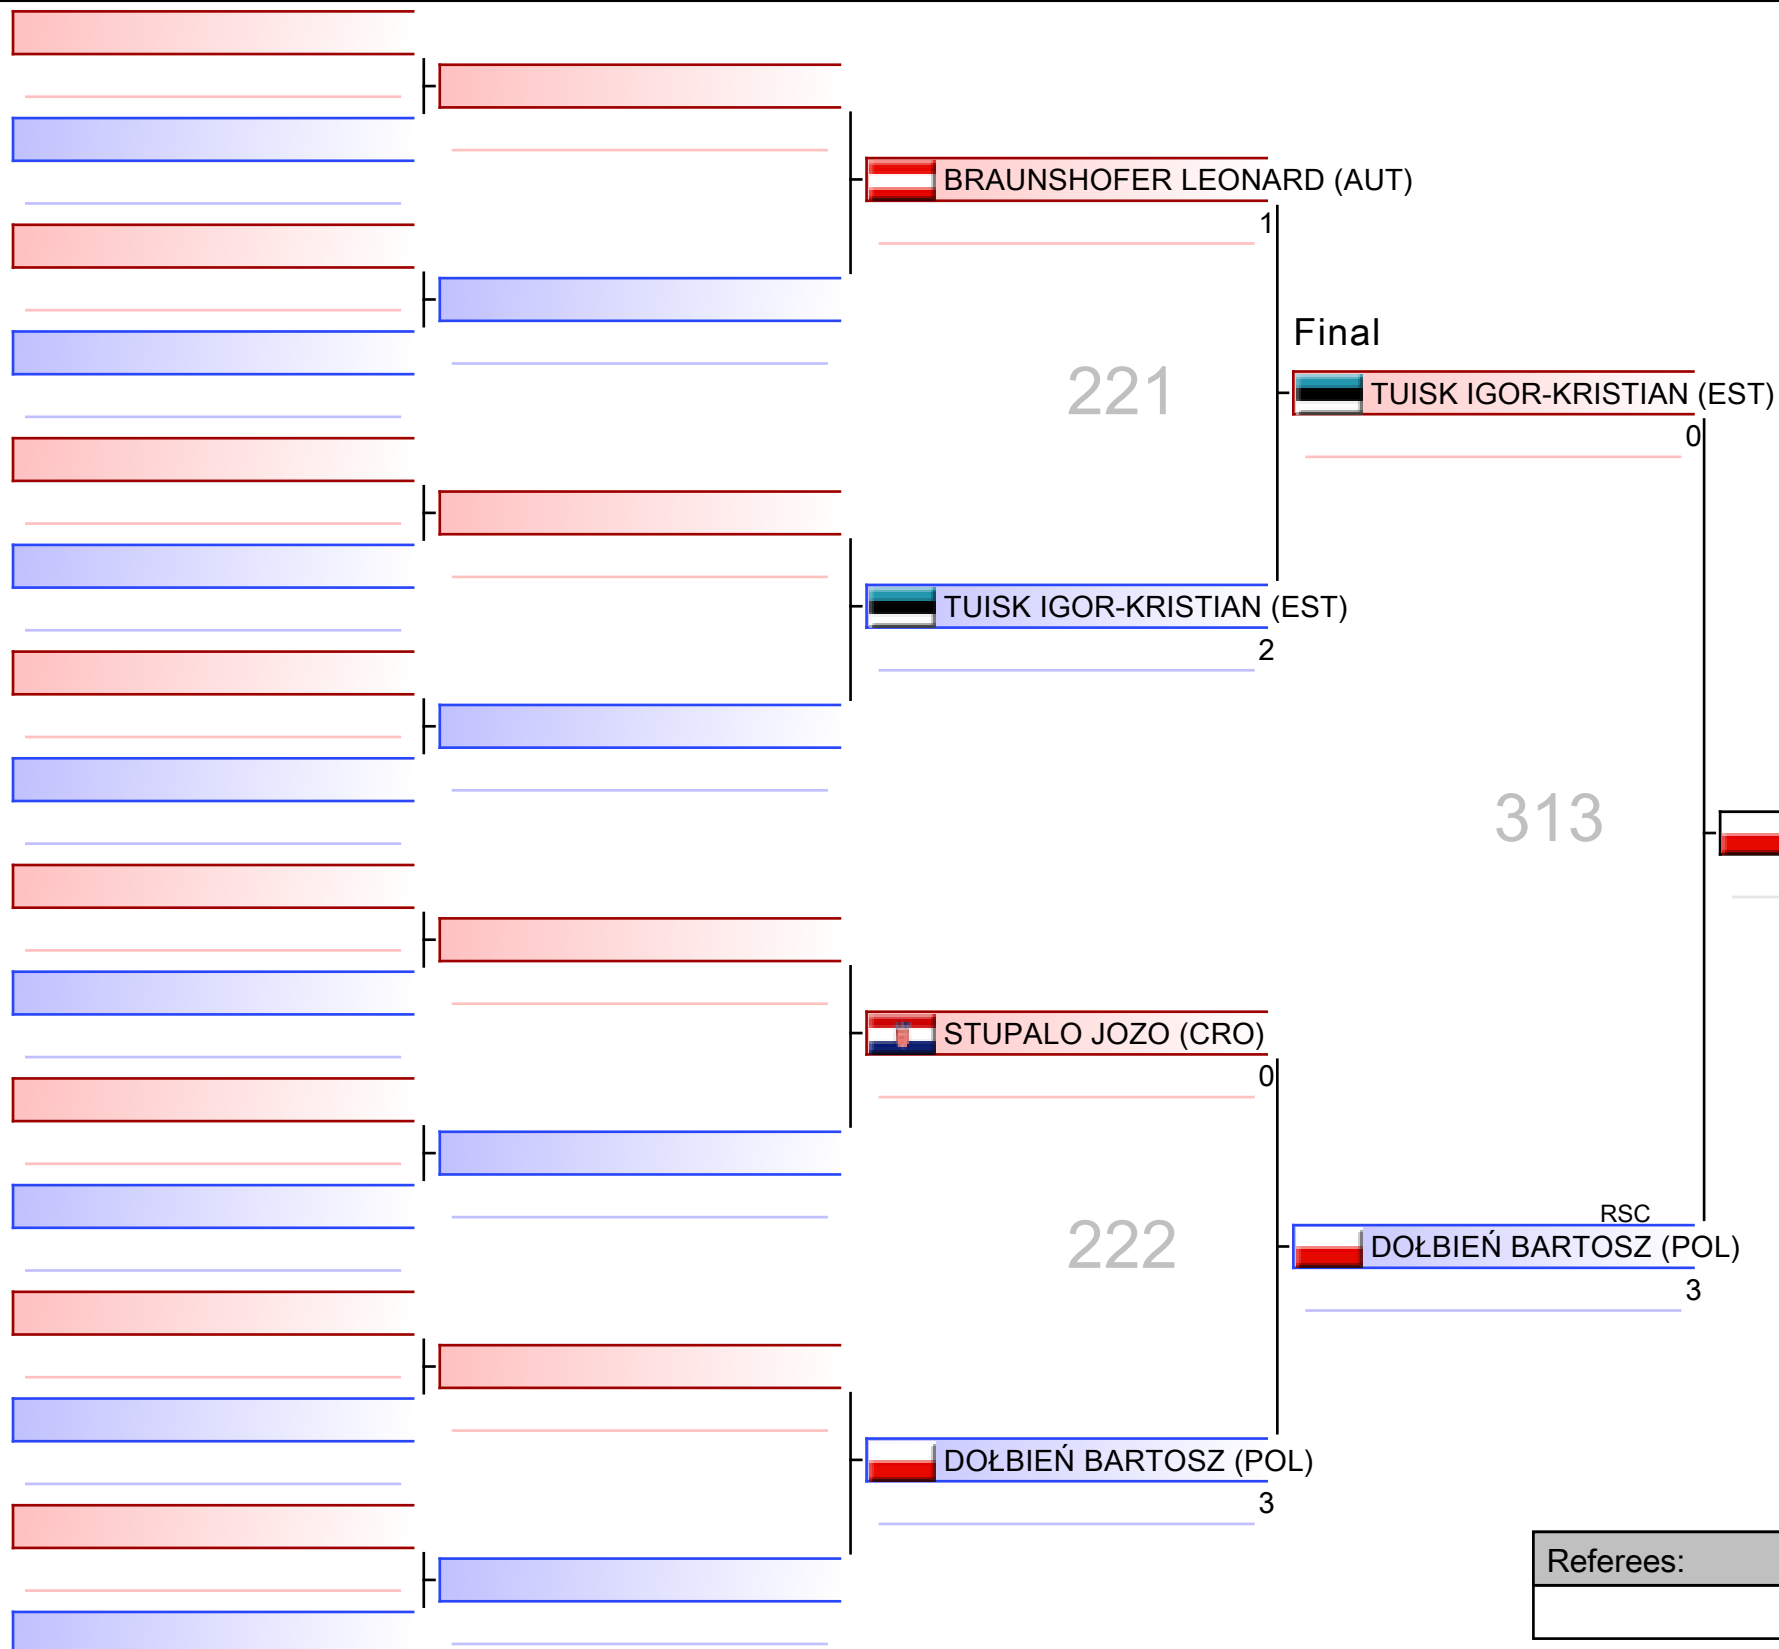 BRAUNSHOFER LEONARD (AUT)
1
Final
221
TUISK IGOR-KRISTIAN (EST)
0
TUISK IGOR-KRISTIAN (EST)
2
313
STUPALO JOZO (CRO)
0
222
RSC
DOŁBIEŃ BARTOSZ (POL)
3
DOŁBIEŃ BARTOSZ (POL)
3
Referees: